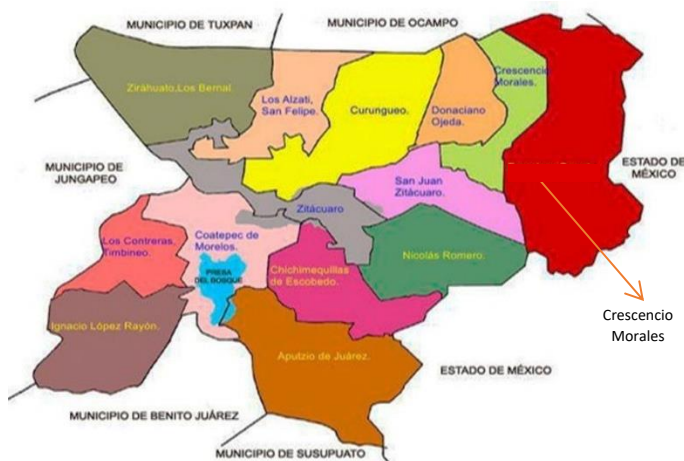 MUNICIPIO DE TUXPAN
MUNICIPIO DE OCAMPO
Crescencio
Morales.
Ziráhuato,Los Bernal.
Los Alzati,
San Felipe.
Curungueo.
Donaciano
Ojeda.
MUNICIPIO DE
JUNGAPEO
ESTADO DE
MÉXICO
San Juan
Zitácuaro.
Zitácuaro
Los Contreras,
Timbineo.
Coatepec de
Morelos.
Nicolás Romero.
PRESA
DEL BOSQUE
Chichimequillas
de Escobedo.
Crescencio
Morales
Ignacio López Rayón.
Aputzio de Juárez.
ESTADO DE MÉXICO
MUNICIPIO DE BENITO JUÁREZ
MUNICIPIO DE SUSUPUATO